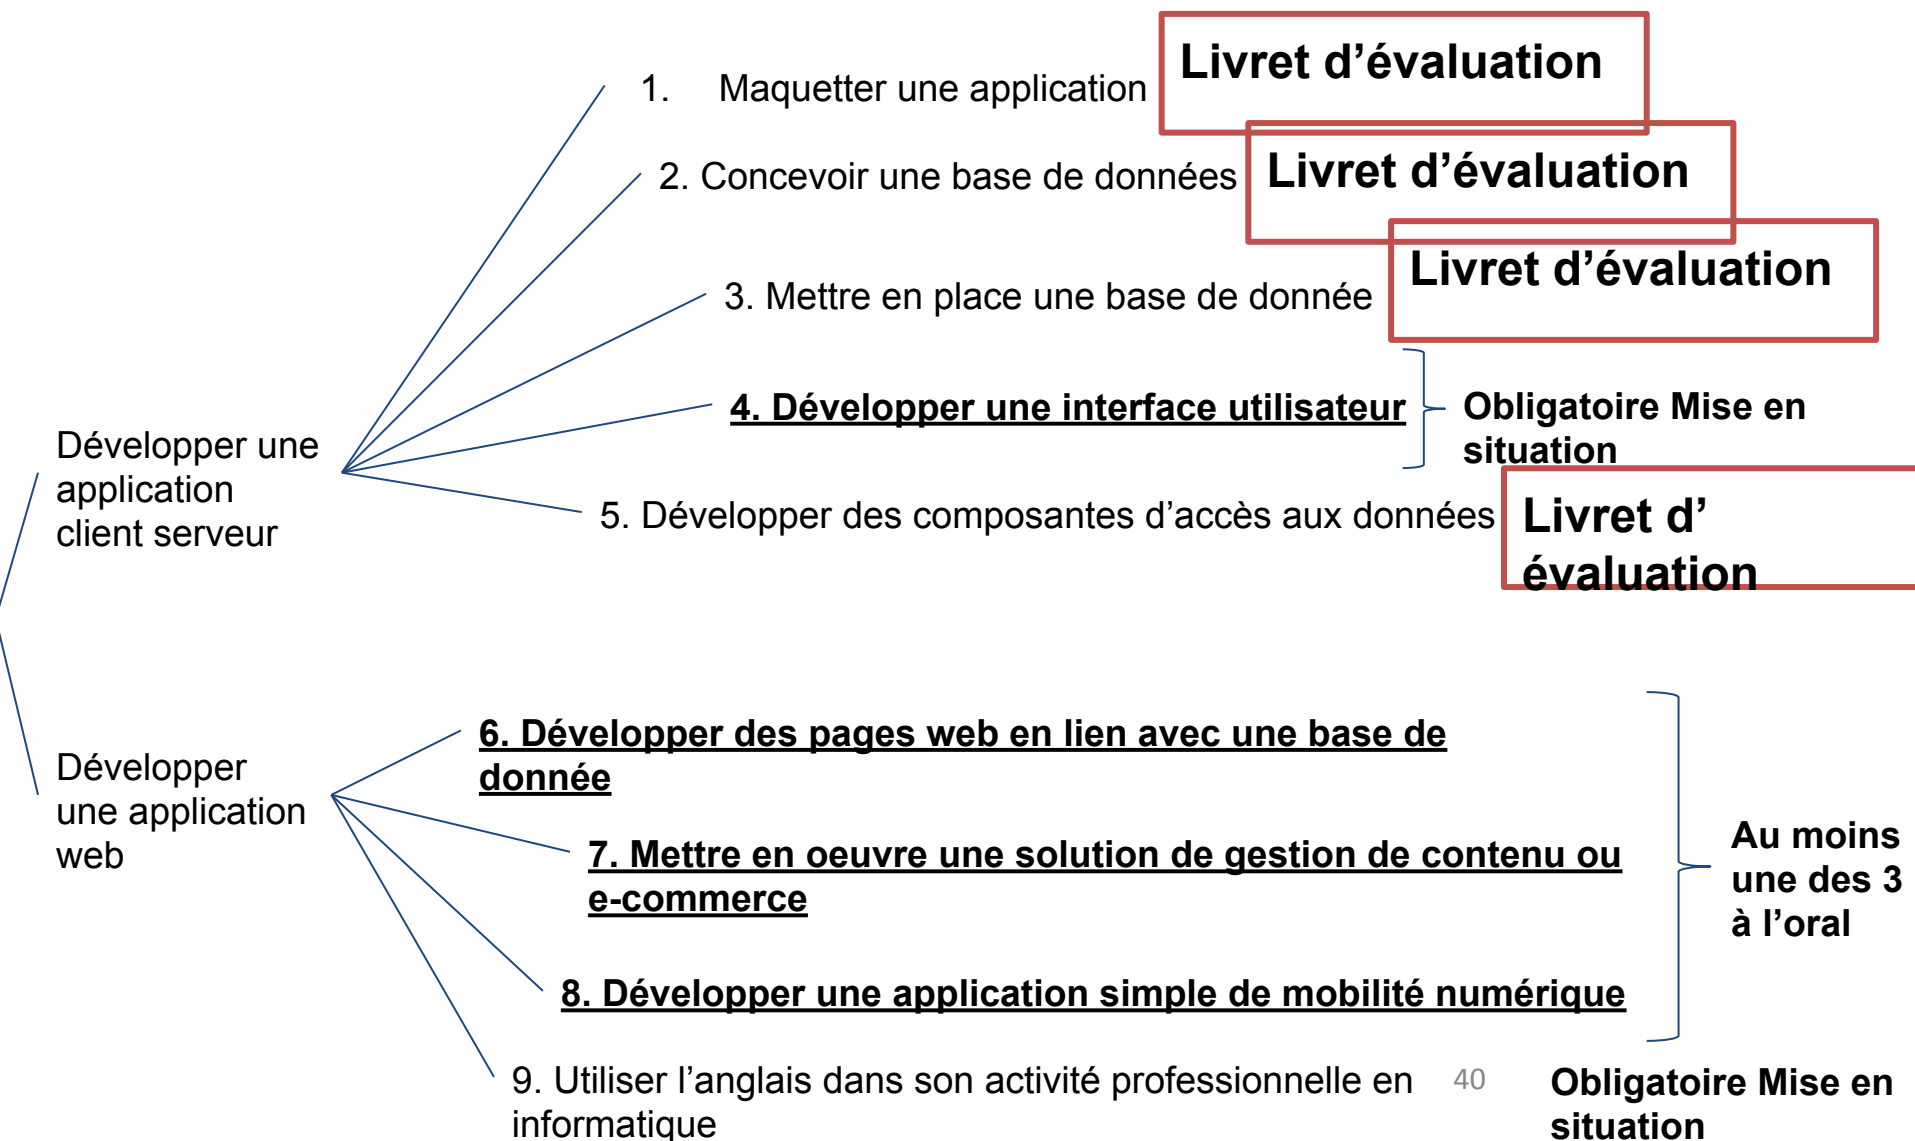 1. Maquetter une application
Livret d’évaluation
2. Concevoir une base de données
Livret d’évaluation
3. Mettre en place une base de donnée
Livret d’évaluation
4. Développer une interface utilisateur
Obligatoire Mise en
situation
Développer une
application
client serveur
5. Développer des composantes d’accès aux données
Livret d’
évaluation
6. Développer des pages web en lien avec une base de
donnée
Développer
une application
web
7. Mettre en oeuvre une solution de gestion de contenu ou
e-commerce
Au moins
une des 3
à l’oral
8. Développer une application simple de mobilité numérique
9. Utiliser l’anglais dans son activité professionnelle en
informatique
40
Obligatoire Mise en
situation